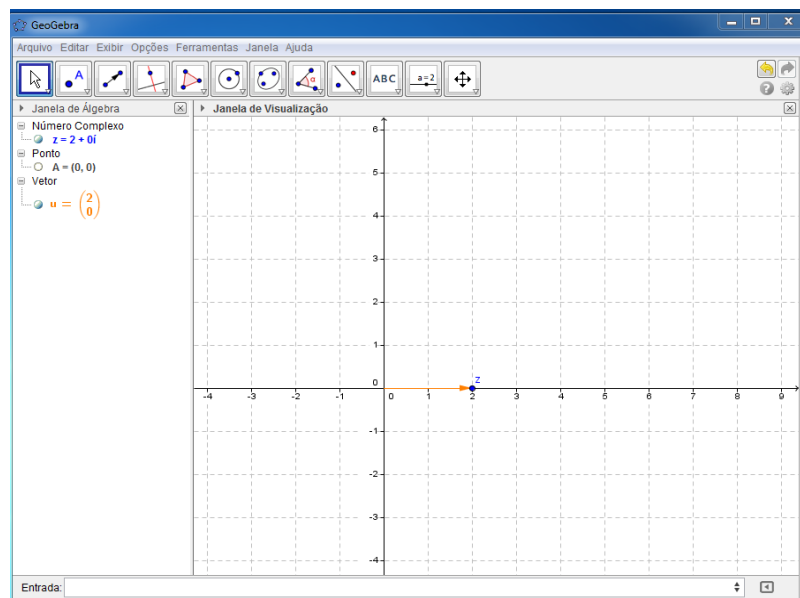 GeoGebra
Arquivo Editar Exibir Opções Ferramentas Janela Ajuda
A α ABC a=2
Janela de Álgebra
Janela de Visualização
Número Complexo
z = 2 + 0í
Ponto
A = (0, 0)
Vetor
u = (2 0)
6
5
4
3
2
1
0
z
-4 -3 -2 -1 0 1 2 3 4 5 6 7 8 9
-1
-2
-3
-4
Entrada: